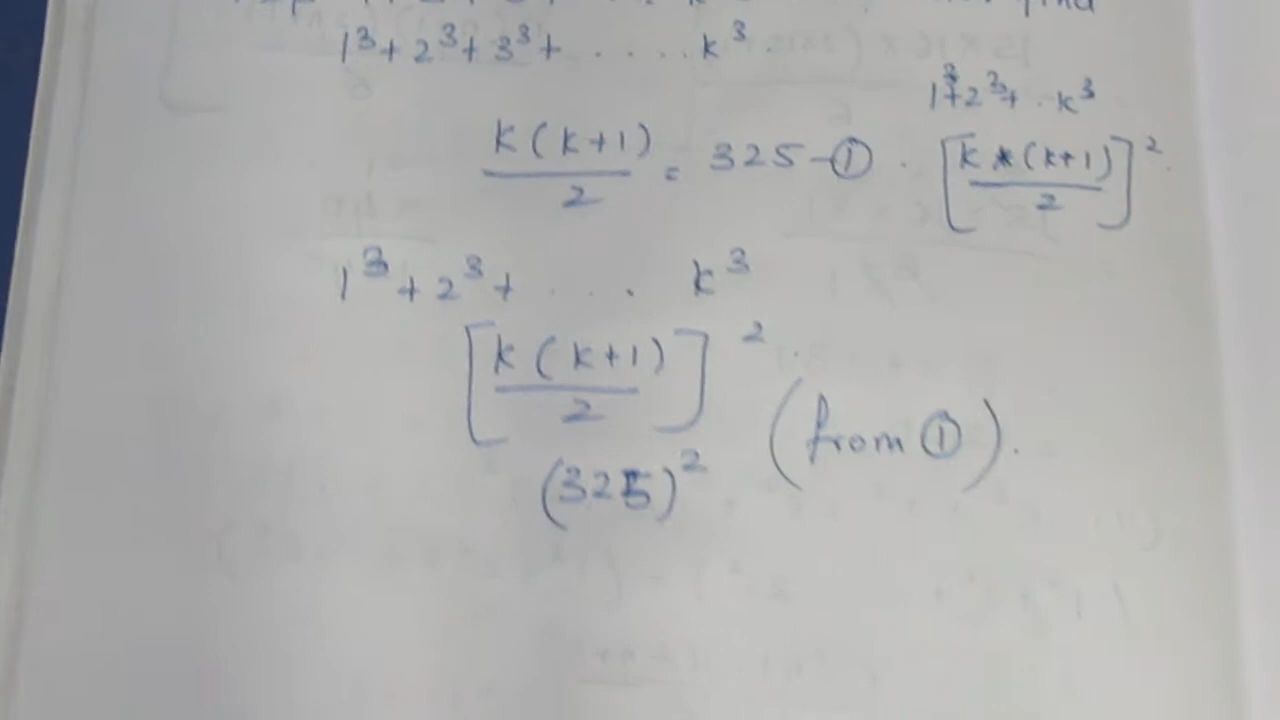 find
1³ + 2³ + 3³ + ..... k³.
1³ + 2³ + . k³
k(k+1)/2 = 325 - ① . [k * (k+1)/2]²
1³ + 2³ + .... k³
[k(k+1)/2]² .
(from ①).
(325)²